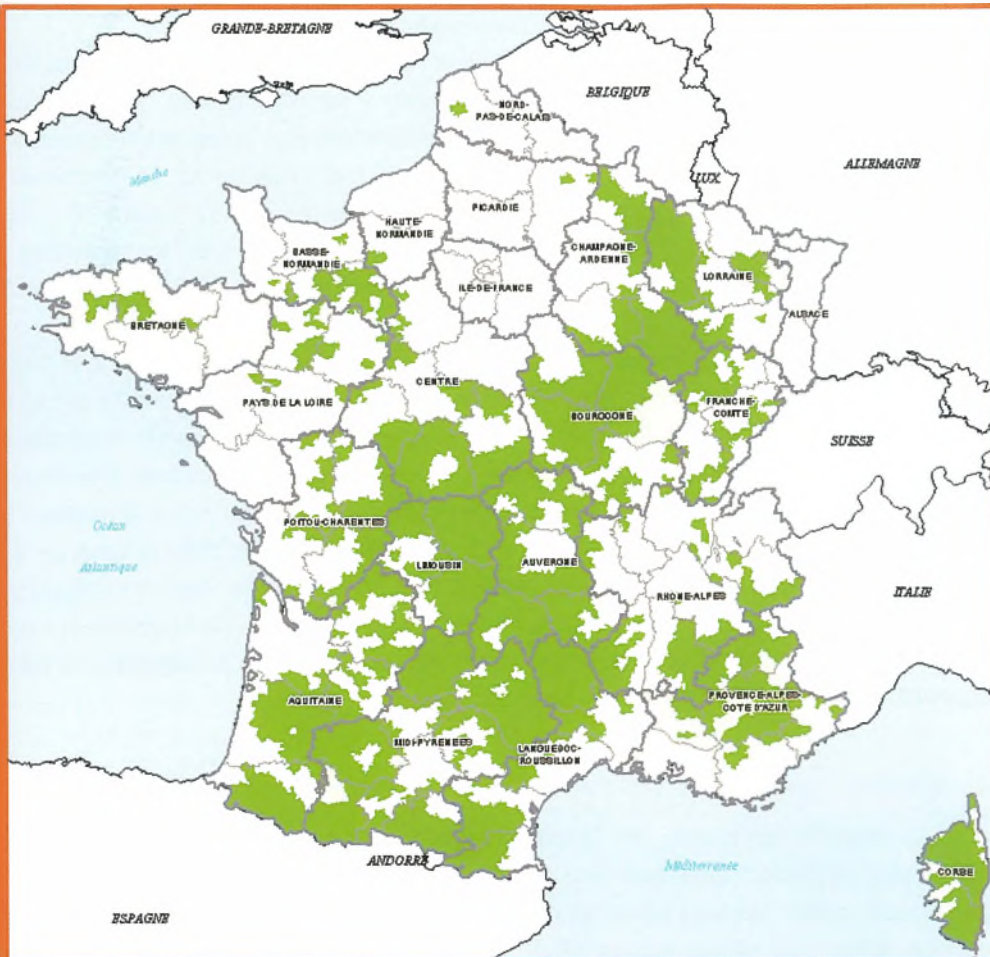 GRANDE-BRETAGNE
BELGIQUE
NORD-
PAS-DE-CALAIS
ALLEMAGNE
LUX
Manche
PICARDIE
HAUTE-
NORMANDIE
BASSE-
NORMANDIE
CHAMPAGNE-
ARDENNE
LORRAINE
ILE-DE-FRANCE
ALSACE
BRETAGNE
CENTRE
PAYS DE LA LOIRE
BOURGOGNE
FRANCHE-
COMTE
SUISSE
POITOU-CHARENTES
Océan
Atlantique
LIMOUSIN
AUVERGNE
RHONE-ALPES
ITALIE
AQUITAINE
PROVENCE-ALPES-
COTE D'AZUR
MIDI-PYRENEES
LANGUEDOC-
ROUSSILLON
ANDORRE
Méditerranée
CORSE
ESPAGNE